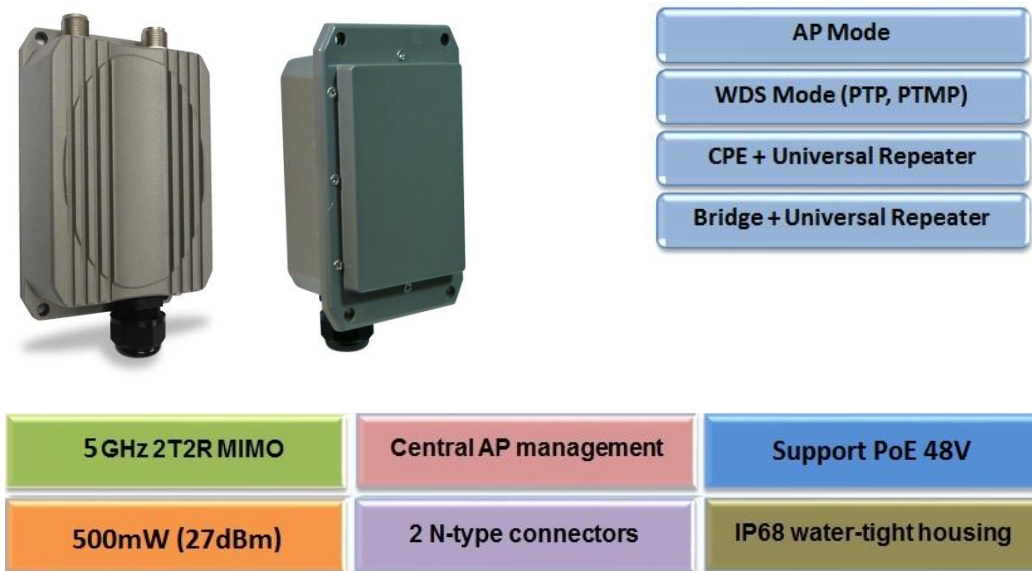 AP Mode
WDS Mode (PTP, PTMP)
CPE + Universal Repeater
Bridge + Universal Repeater
5 GHz 2T2R MIMO
Central AP management
Support PoE 48V
500mW (27dBm)
2 N-type connectors
IP68 water-tight housing